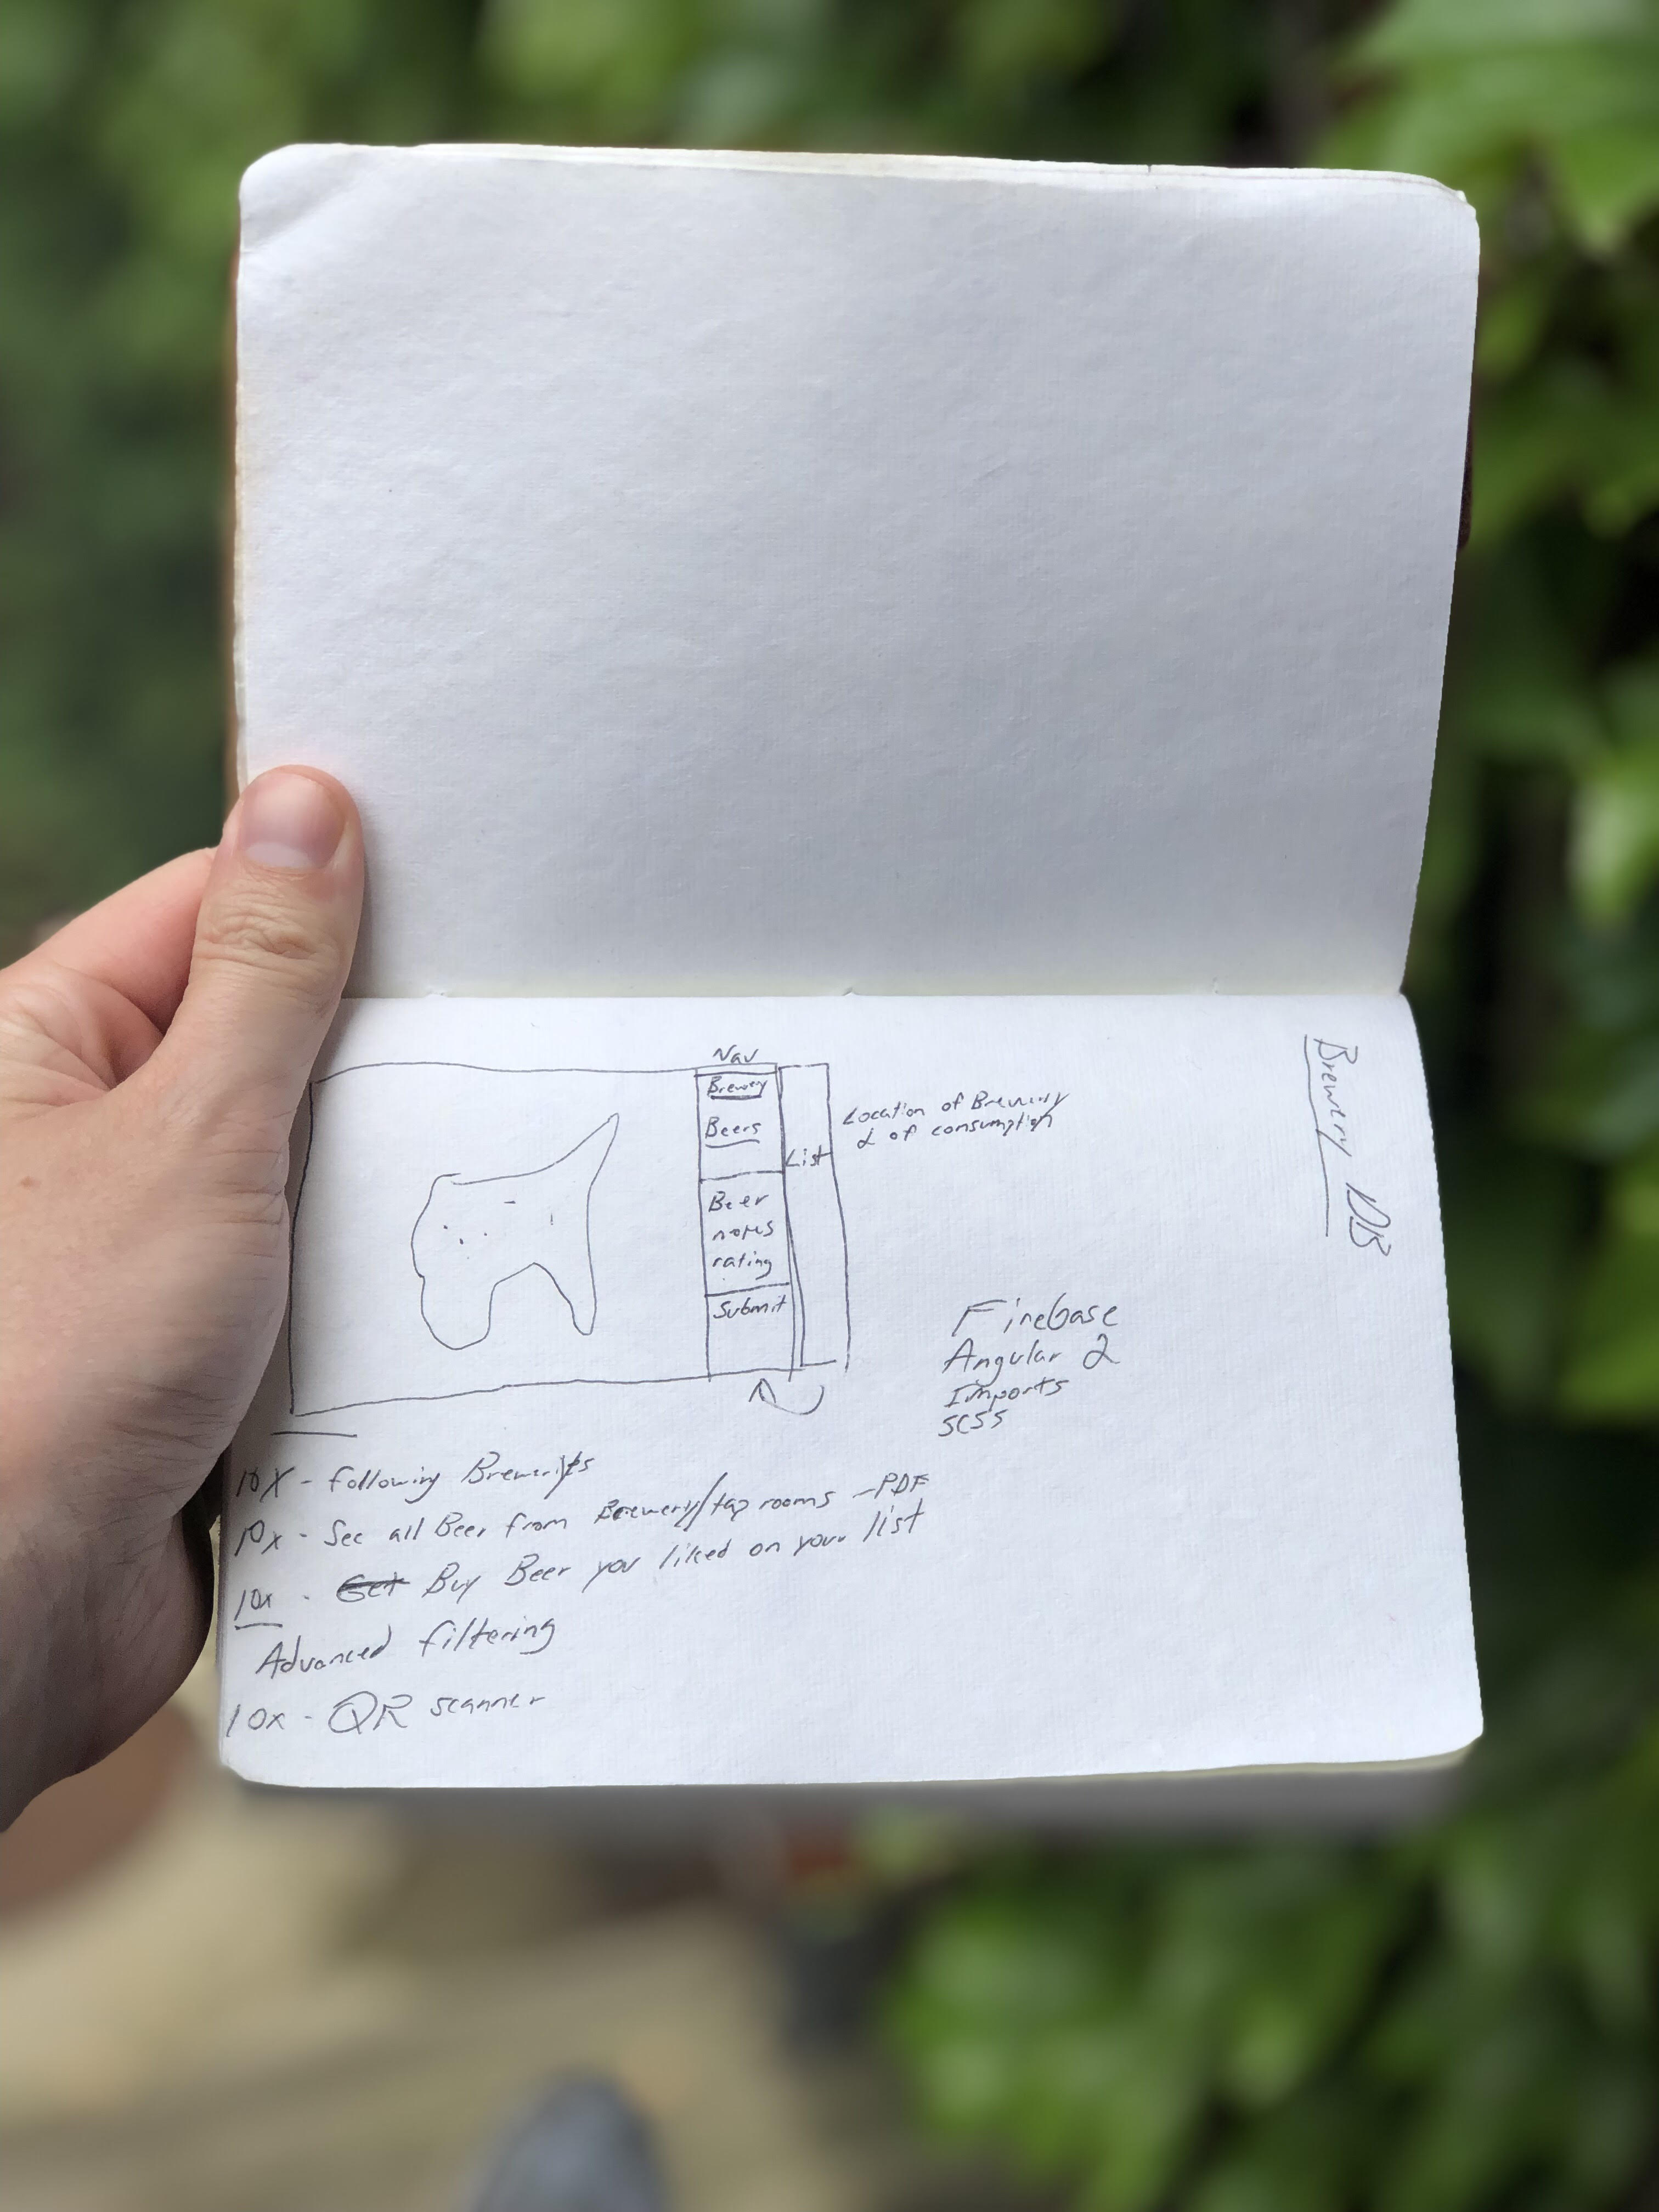 Brewery DB
Nav
Brewery
Beers
List
Beer
notes
rating
Submit
Location of Brewery
& of consumption
Firebase
Angular 2
Imports
SCSS
10X - following Breweries
10x - See all Beer from Brewery/tap rooms - PDF
10x - Get Buy Beer you liked on your list
Advanced filtering
10x - QR scanner